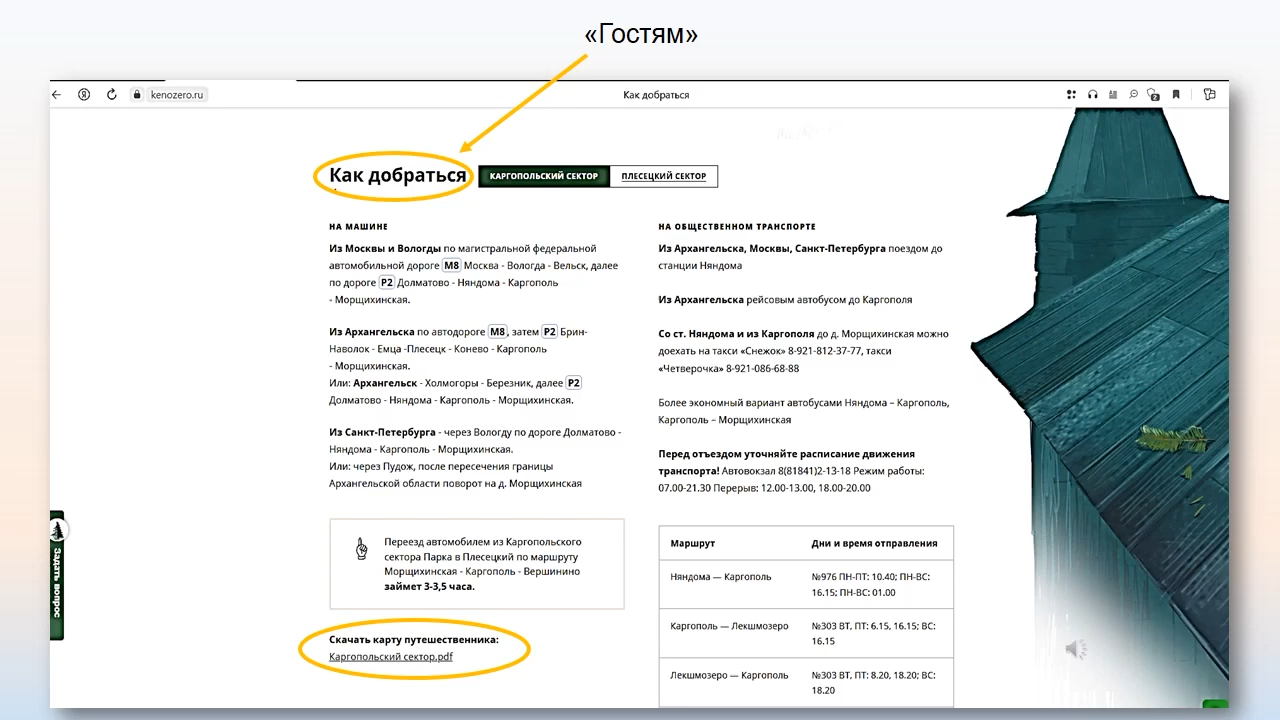 «Гостям»
kenozero.ru
Как добраться
Как добраться
КАРГОПОЛЬСКИЙ СЕКТОР
ПЛЕСЕЦКИЙ СЕКТОР
НА МАШИНЕ
Из Москвы и Вологды по магистральной федеральной
автомобильной дороге М8 Москва - Вологда - Вельск, далее
по дороге Р2 Долматово - Няндома - Каргополь
- Морщихинская.
Из Архангельска по автодороге М8, затем Р2 Брин-
Наволок - Емца -Плесецк - Конево - Каргополь
- Морщихинская.
Или: Архангельск - Холмогоры - Березник, далее Р2
Долматово - Няндома - Каргополь - Морщихинская.
Из Санкт-Петербурга - через Вологду по дороге Долматово -
Няндома - Каргополь - Морщихинская.
Или: через Пудож, после пересечения границы
Архангельской области поворот на д. Морщихинская
Переезд автомобилем из Каргопольского
сектора Парка в Плесецкий по маршруту
Морщихинская - Каргополь - Вершинино
займет 3-3,5 часа.
Скачать карту путешественника:
Каргопольский сектор.pdf
НА ОБЩЕСТВЕННОМ ТРАНСПОРТЕ
Из Архангельска, Москвы, Санкт-Петербурга поездом до
станции Няндома
Из Архангельска рейсовым автобусом до Каргополя
Со ст. Няндома и из Каргополя до д. Морщихинская можно
доехать на такси «Снежок» 8-921-812-37-77, такси
«Четверочка» 8-921-086-68-88
Более экономный вариант автобусами Няндома – Каргополь,
Каргополь – Морщихинская
Перед отъездом уточняйте расписание движения
транспорта! Автовокзал 8(81841)2-13-18 Режим работы:
07.00-21.30 Перерыв: 12.00-13.00, 18.00-20.00
Маршрут Дни и время отправления
Няндома — Каргополь №976 ПН-ПТ: 10.40; ПН-ВС:
16.15; ПН-ВС: 01.00
Каргополь — Лекшмозеро №303 ВТ, ПТ: 6.15, 16.15; ВС:
16.15
Лекшмозеро — Каргополь №303 ВТ, ПТ: 8.20, 18.20; ВС:
18.20
Задать вопрос